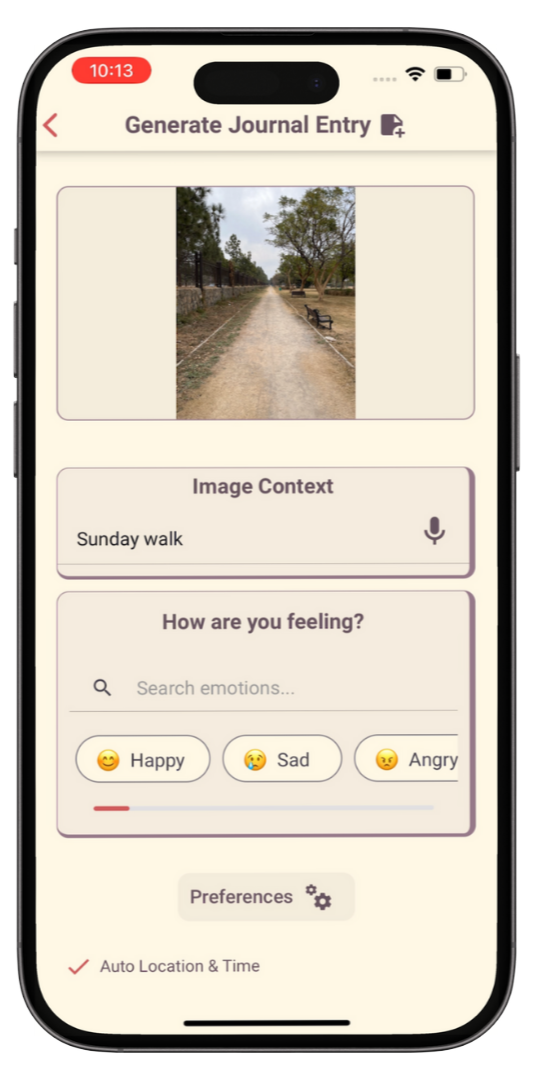 10:13
Generate Journal Entry
Image Context
Sunday walk
How are you feeling?
Search emotions...
😊 Happy 😢 Sad 😠 Angry
Preferences
Auto Location & Time